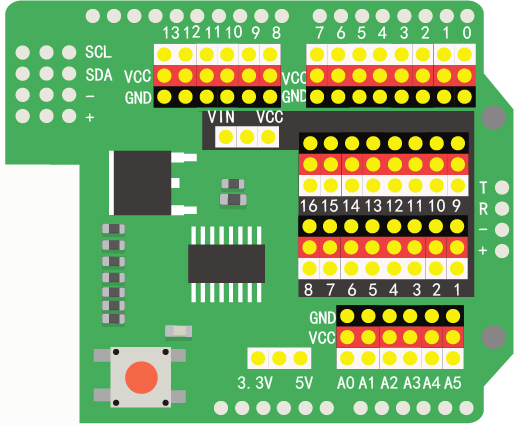 13 12 11 10 9 8
7 6 5 4 3 2 1 0
SCL
SDA VCC VCC
- GND GND
+
VIN VCC
T
R
-
+
16 15 14 13 12 11 10 9
8 7 6 5 4 3 2 1
GND
VCC
3.3V 5V
A0 A1 A2 A3 A4 A5